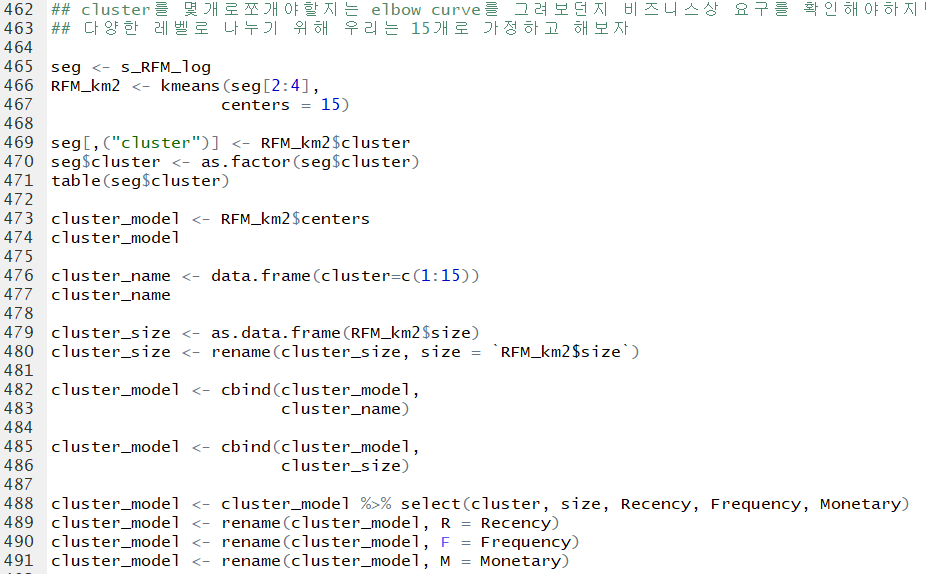 462 ## cluster를 몇개로쪼개야할지는 elbow curve를 그려보던지 비즈니스상 요구를 확인해야하지
463 ## 다양한 레벨로 나누기 위해 우리는 15개로 가정하고 해보자
464
465 seg <- s_RFM_log
466 RFM_km2 <- kmeans(seg[2:4],
467 centers = 15)
468
469 seg[,("cluster")] <- RFM_km2$cluster
470 seg$cluster <- as.factor(seg$cluster)
471 table(seg$cluster)
472
473 cluster_model <- RFM_km2$centers
474 cluster_model
475
476 cluster_name <- data.frame(cluster=c(1:15))
477 cluster_name
478
479 cluster_size <- as.data.frame(RFM_km2$size)
480 cluster_size <- rename(cluster_size, size = `RFM_km2$size`)
481
482 cluster_model <- cbind(cluster_model,
483 cluster_name)
484
485 cluster_model <- cbind(cluster_model,
486 cluster_size)
487
488 cluster_model <- cluster_model %>% select(cluster, size, Recency, Frequency, Monetary)
489 cluster_model <- rename(cluster_model, R = Recency)
490 cluster_model <- rename(cluster_model, F = Frequency)
491 cluster_model <- rename(cluster_model, M = Monetary)